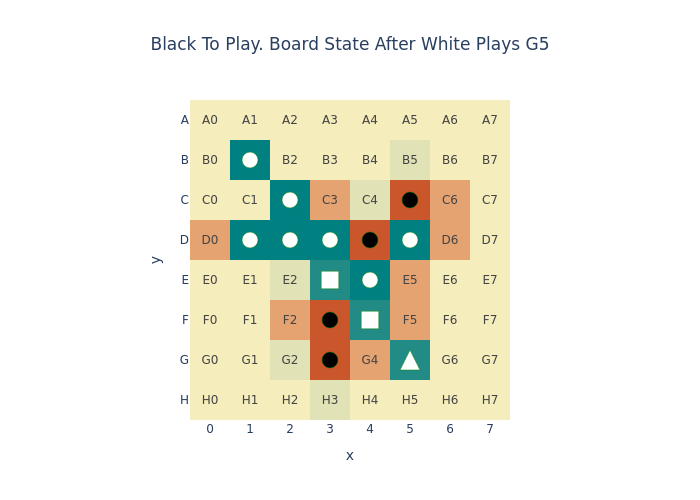 Black To Play. Board State After White Plays G5
A A0 A1 A2 A3 A4 A5 A6 A7
B B0 B2 B3 B4 B5 B6 B7
C C0 C1 C3 C4 C6 C7
D D0 D6 D7
y
E E0 E1 E2 E5 E6 E7
F F0 F1 F2 F5 F6 F7
G G0 G1 G2 G4 G6 G7
H H0 H1 H2 H3 H4 H5 H6 H7
0 1 2 3 4 5 6 7
x